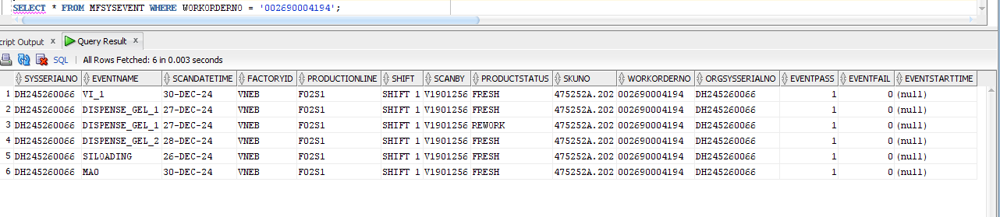 SELECT * FROM MFSYSEVENT WHERE WORKORDERNO = '002690004194';
cript Output x Query Result x
SQL | All Rows Fetched: 6 in 0.003 seconds
SYSSERIALNO EVENTNAME SCANDATETIME FACTORYID PRODUCTIONLINE SHIFT SCANBY PRODUCTSTATUS SKUNO WORKORDERNO ORGSYSSERIALNO EVENTPASS EVENTFAIL EVENTSTARTTIME
1 DH245260066 VI_1 30-DEC-24 VNEB F02S1 SHIFT 1 V1901256 FRESH 475252A.202 002690004194 DH245260066 1 0 (null)
2 DH245260066 DISPENSE_GEL_1 27-DEC-24 VNEB F02S1 SHIFT 1 V1901256 FRESH 475252A.202 002690004194 DH245260066 1 0 (null)
3 DH245260066 DISPENSE_GEL_1 27-DEC-24 VNEB F02S1 SHIFT 1 V1901256 REWORK 475252A.202 002690004194 DH245260066 1 0 (null)
4 DH245260066 DISPENSE_GEL_2 28-DEC-24 VNEB F02S1 SHIFT 1 V1901256 FRESH 475252A.202 002690004194 DH245260066 1 0 (null)
5 DH245260066 SILOADING 26-DEC-24 VNEB F02S1 SHIFT 1 V1901256 FRESH 475252A.202 002690004194 DH245260066 1 0 (null)
6 DH245260066 MA0 30-DEC-24 VNEB F02S1 SHIFT 1 V1901256 FRESH 475252A.202 002690004194 DH245260066 1 0 (null)